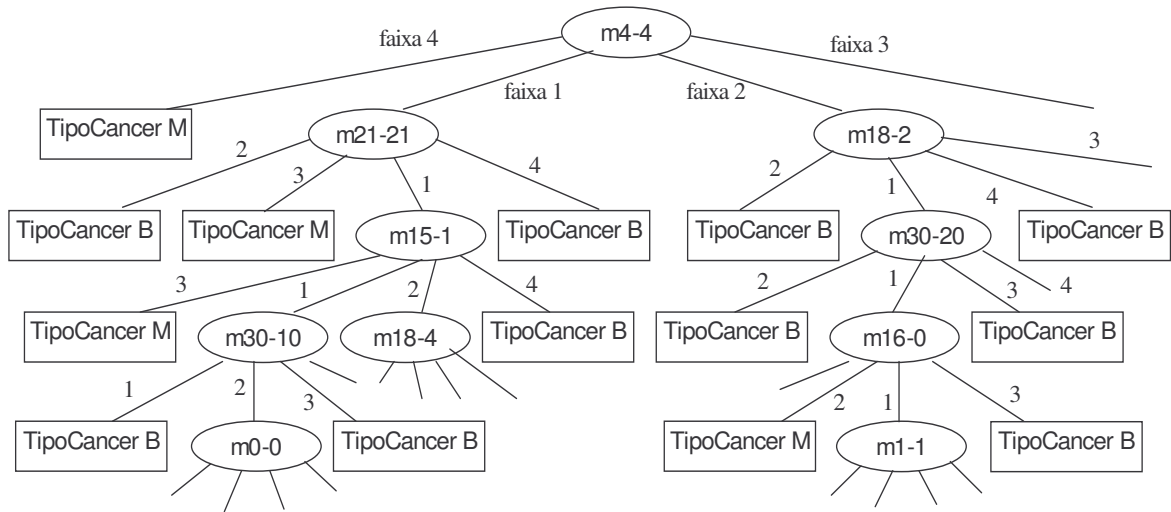 m4-4
faixa 4
faixa 3
faixa 1
faixa 2
TipoCancer M
m21-21
m18-2
2
3
1
4
2
1
4
3
TipoCancer B
TipoCancer M
m15-1
TipoCancer B
TipoCancer B
m30-20
TipoCancer B
3
1
2
4
2
1
3
4
TipoCancer M
m30-10
m18-4
TipoCancer B
TipoCancer B
m16-0
TipoCancer B
1
2
3
2
1
3
TipoCancer B
m0-0
TipoCancer B
TipoCancer M
m1-1
TipoCancer B